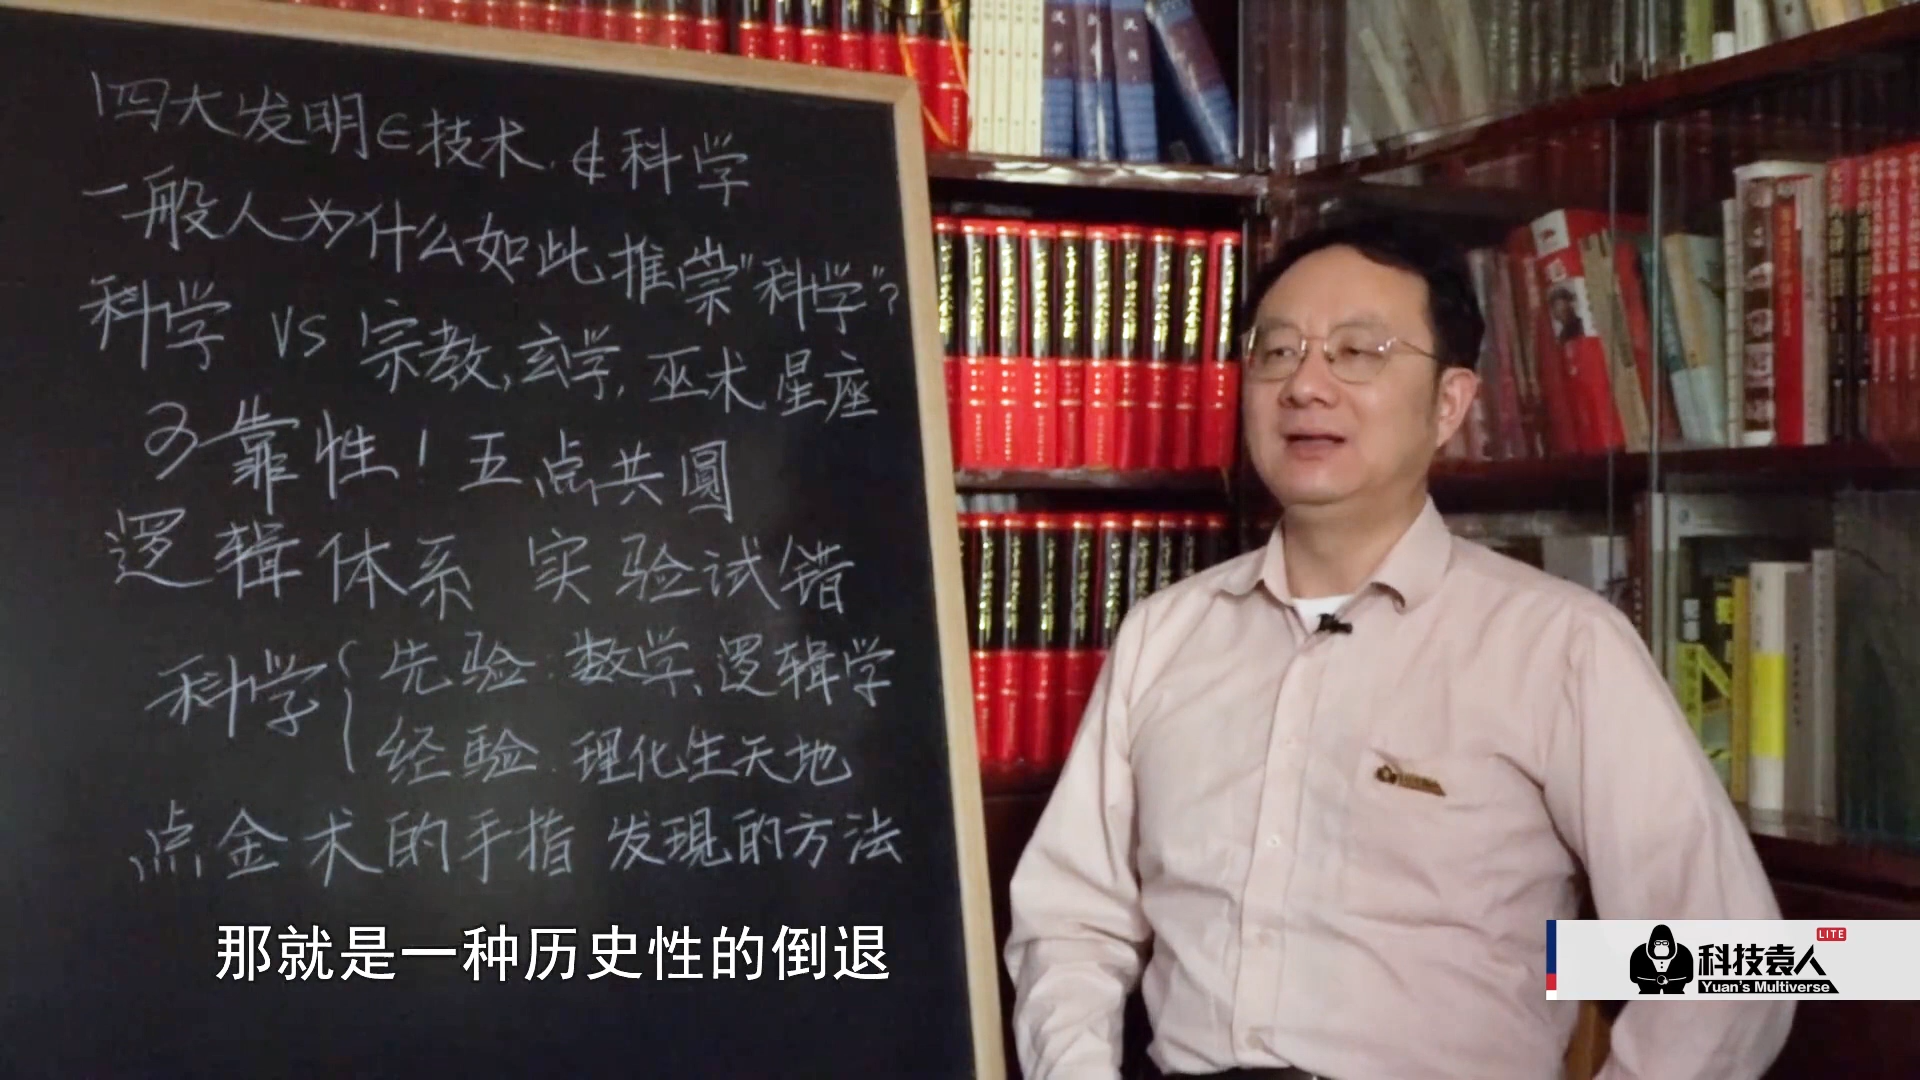 四大发明∈技术.∉科学
一般人为什么如此推崇"科学"?
科学 VS 宗教,玄学,巫术 星座
可靠性! 五点共圆
逻辑体系 实验试错
科学{先验:数学、逻辑学
经验:理化生天地
点金术的手指 发现的方法
那就是一种历史性的倒退
科技袁人 LITE
Yuan's Multiverse